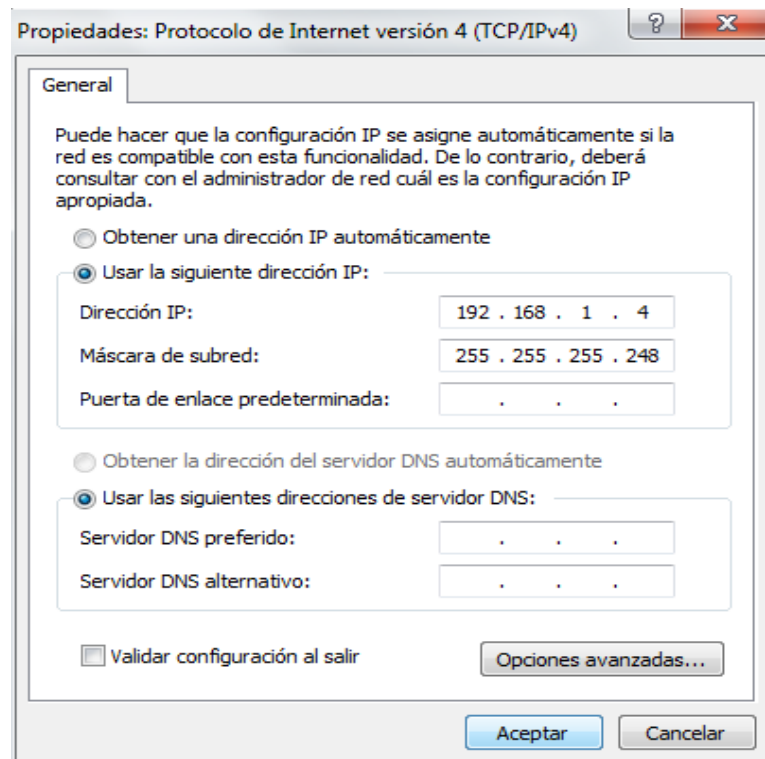 Propiedades: Protocolo de Internet versión 4 (TCP/IPv4)
General
Puede hacer que la configuración IP se asigne automáticamente si la
red es compatible con esta funcionalidad. De lo contrario, deberá
consultar con el administrador de red cuál es la configuración IP
apropiada.
Obtener una dirección IP automáticamente
Usar la siguiente dirección IP:
Dirección IP: 192 . 168 . 1 . 4
Máscara de subred: 255 . 255 . 255 . 248
Puerta de enlace predeterminada: . . .
Obtener la dirección del servidor DNS automáticamente
Usar las siguientes direcciones de servidor DNS:
Servidor DNS preferido: . . .
Servidor DNS alternativo: . . .
Validar configuración al salir
Opciones avanzadas...
Aceptar Cancelar